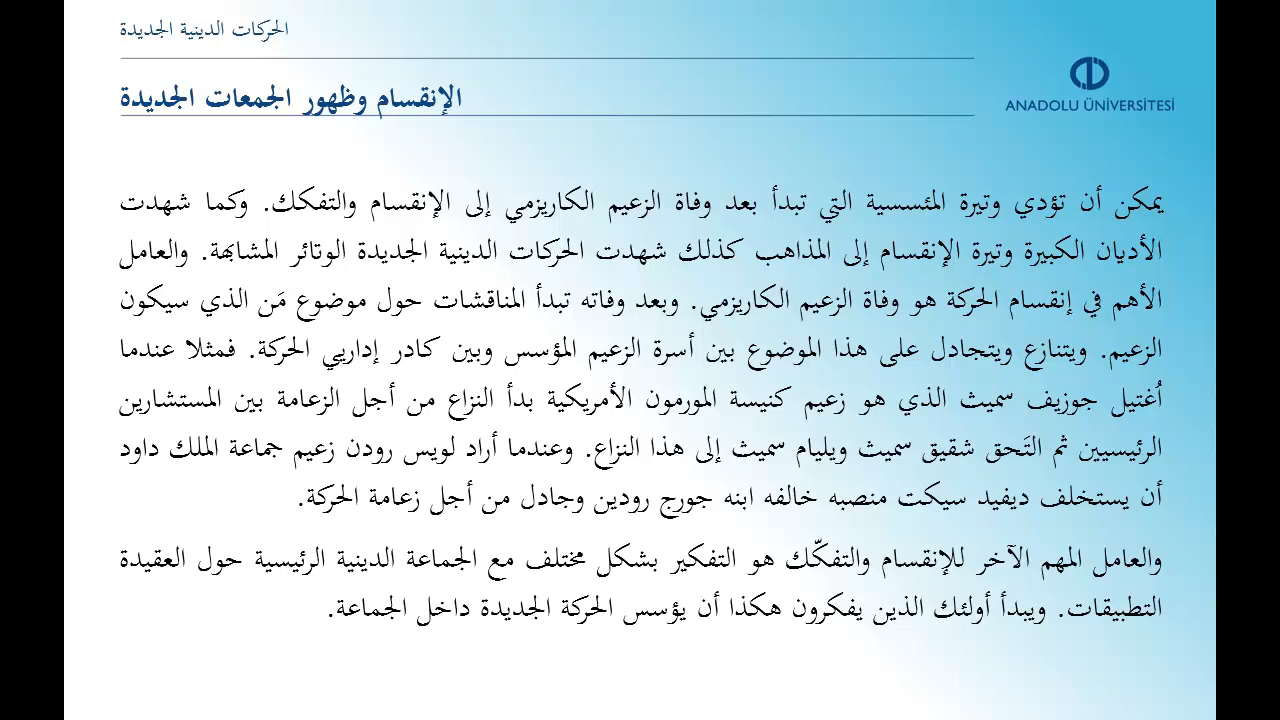 الحركات الدينية الجديدة
ANADOLU ÜNİVERSİTESİ
الإنقسام وظهور الجمعات الجديدة
يمكن أن تؤدي وتيرة المئسسية التي تبدأ بعد وفاة الزعيم الكاريزمي إلى الإنقسام والتفكك. وكما شهدت
الأديان الكبيرة وتيرة الإنقسام إلى المذاهب كذلك شهدت الحركات الدينية الجديدة الوتائر المشابهة. والعامل
الأهم في إنقسام الحركة هو وفاة الزعيم الكاريزمي. وبعد وفاته تبدأ المناقشات حول موضوع مَن الذي سيكون
الزعيم. ويتنازع ويتجادل على هذا الموضوع بين أسرة الزعيم المؤسس وبين كادر إداريي الحركة. فمثلا عندما
اُغتيل جوزيف سميث الذي هو زعيم كنيسة المورمون الأمريكية بدأ النزاع من أجل الزعامة بين المستشارين
الرئيسيين ثم التَحق شقيق سميث ويليام سميث إلى هذا النزاع. وعندما أراد لويس رودن زعيم جماعة الملك داود
أن يستخلف ديفيد سيكت منصبه خالفه ابنه جورج رودين وجادل من أجل زعامة الحركة.
والعامل المهم الآخر للإنقسام والتفكّك هو التفكير بشكل مختلف مع الجماعة الدينية الرئيسية حول العقيدة
التطبيقات. ويبدأ أولئك الذين يفكرون هكذا أن يؤسس الحركة الجديدة داخل الجماعة.